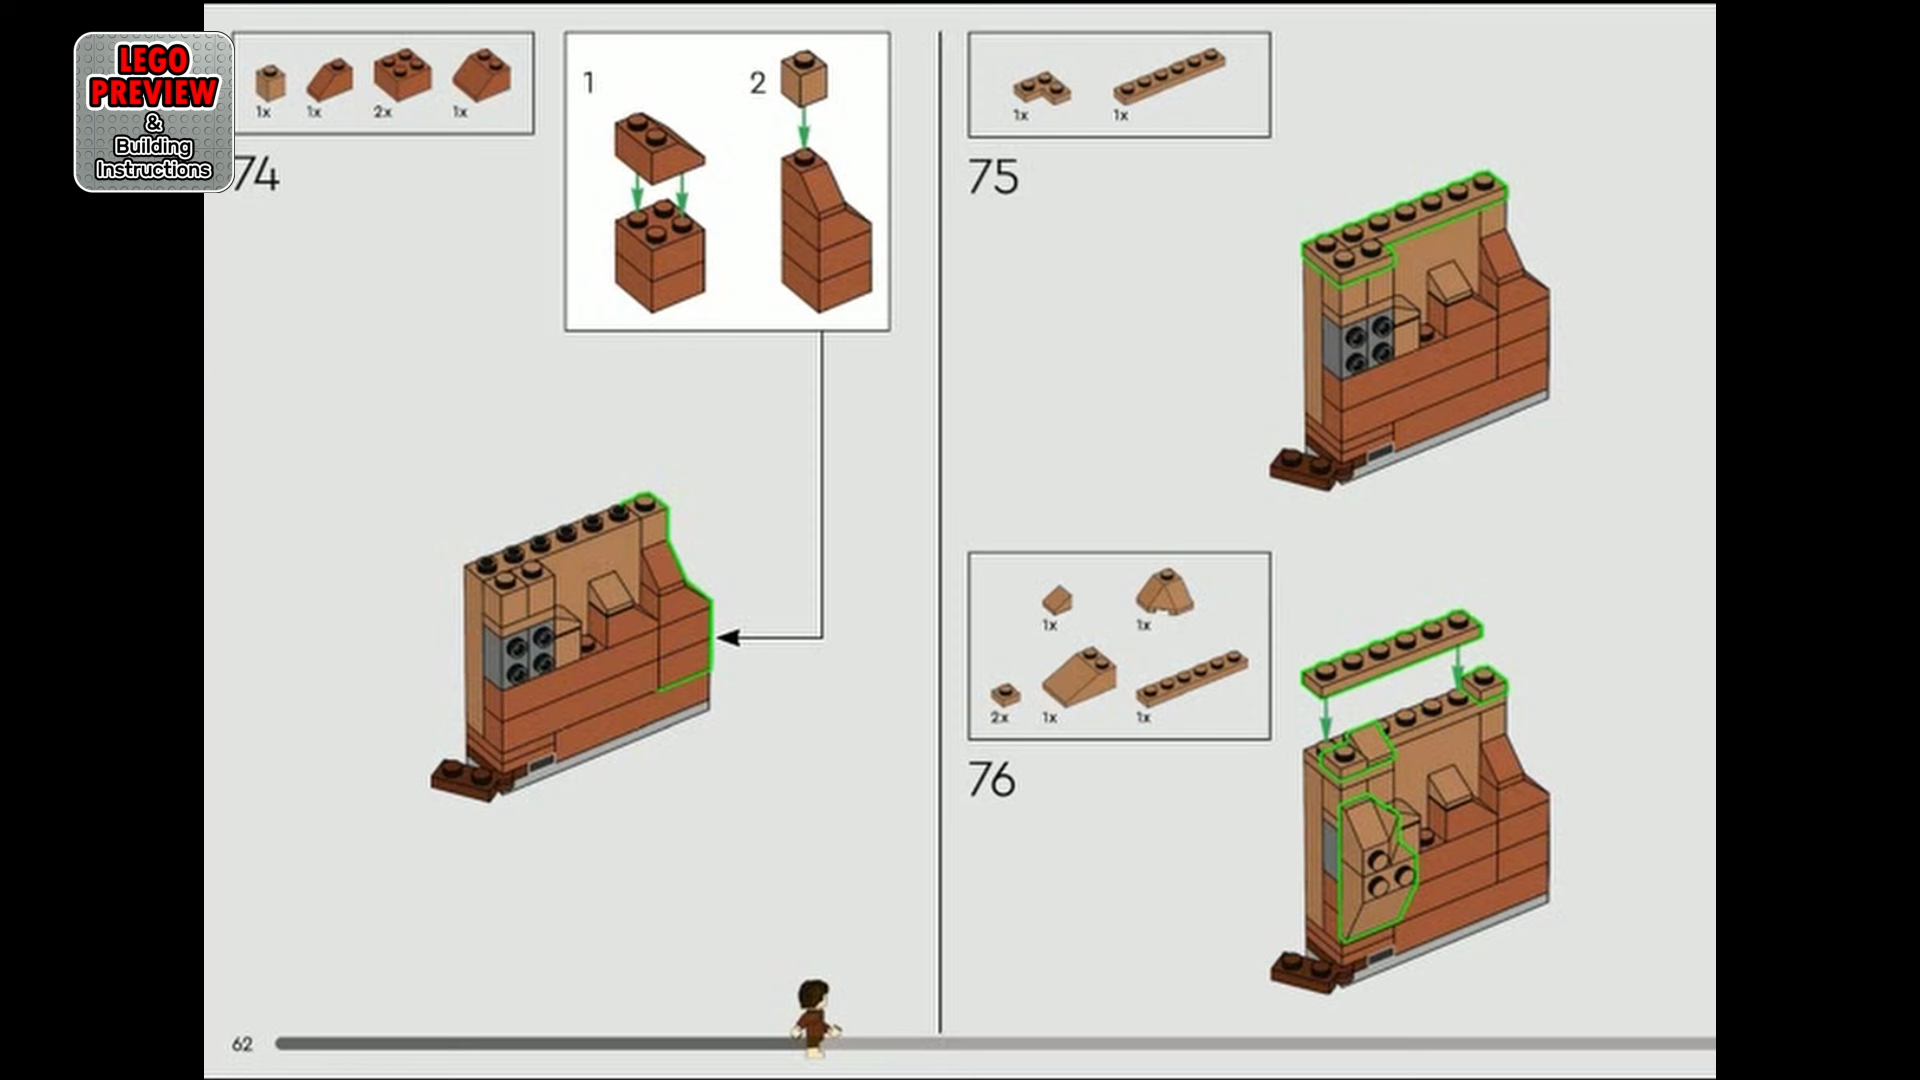 LEGO
PREVIEW
&
Building
Instructions
1x 1x 2x 1x
74
1
2
1x 1x
75
1x 1x
2x 1x 1x
76
62